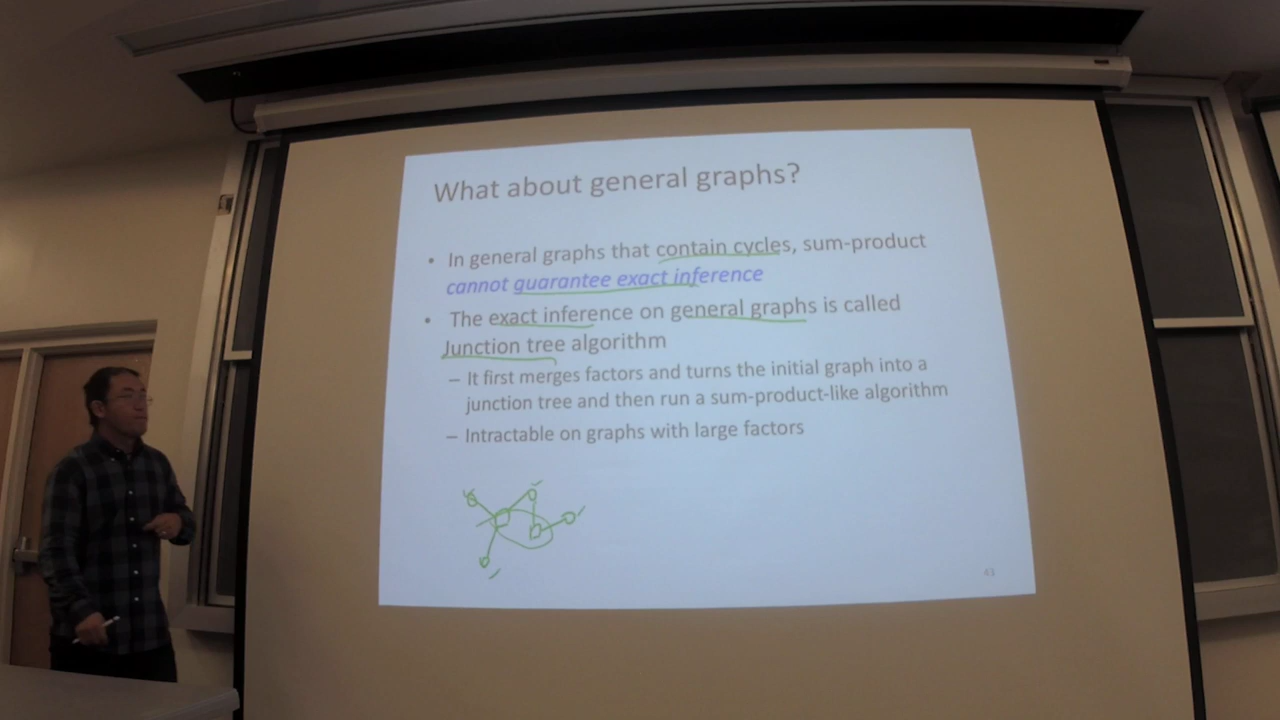 What about general graphs?
• In general graphs that contain cycles, sum-product
cannot guarantee exact inference
• The exact inference on general graphs is called
Junction tree algorithm
– It first merges factors and turns the initial graph into a
junction tree and then run a sum-product-like algorithm
– Intractable on graphs with large factors
43